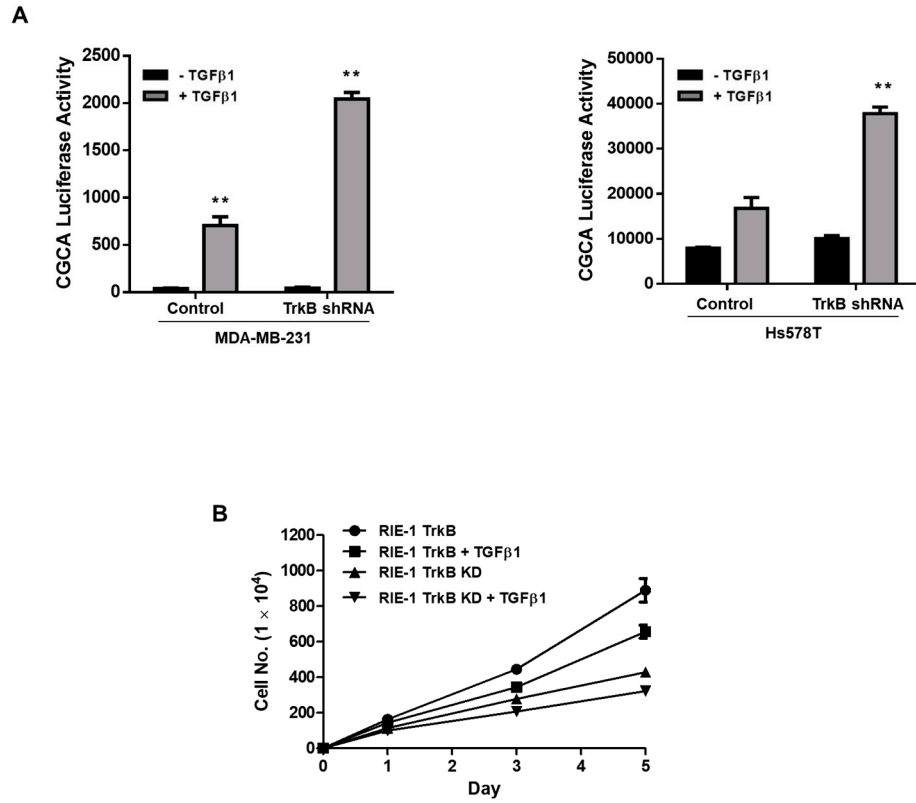 A
CGCA Luciferase Activity
2500
2000
1500
1000
500
0
- TGFβ1
+ TGFβ1
**
**
Control
TrkB shRNA
MDA-MB-231
CGCA Luciferase Activity
50000
40000
30000
20000
10000
0
- TGFβ1
+ TGFβ1
**
Control
TrkB shRNA
Hs578T
B
Cell No. (1 × 10⁴)
1200
1000
800
600
400
200
0
RIE-1 TrkB
RIE-1 TrkB + TGFβ1
RIE-1 TrkB KD
RIE-1 TrkB KD + TGFβ1
0 1 2 3 4 5
Day